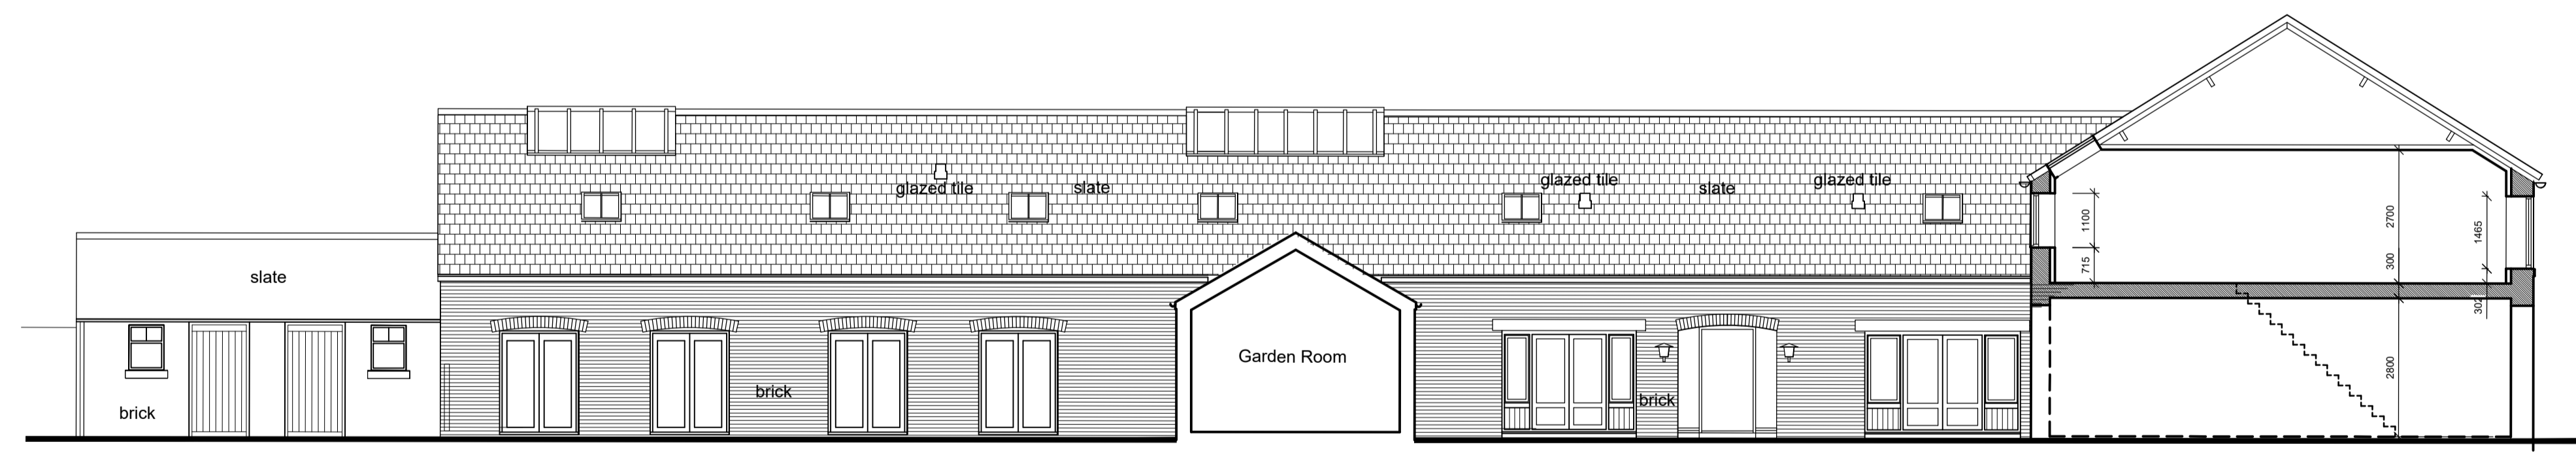 glazed tile
slate
glazed tile
slate
glazed tile
slate
brick
brick
Garden Room
brick
1100
715
2700
300
2800
1465
302